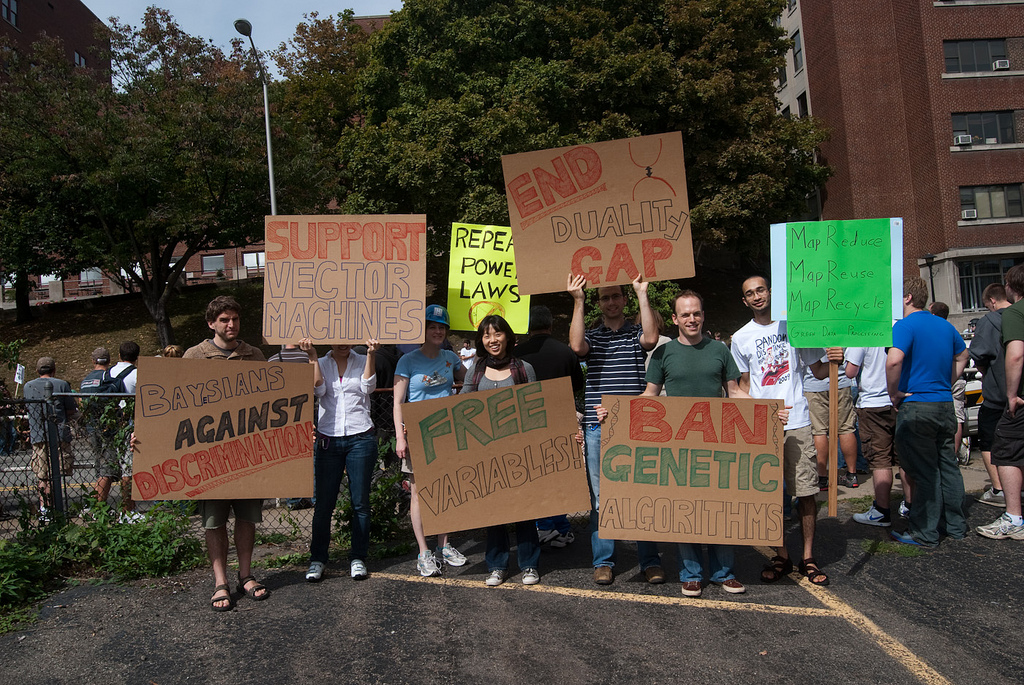 SUPPORT
VECTOR
MACHINES
REPEA
POWE
LAWS
END
DUALITY
GAP
Map Reduce
Map Reuse
Map Recycle
BAYSIANS
e
AGAINST
DISCRIMINATION
FREE
VARIABLES!
BAN
GENETIC
ALGORITHMS
RANDOM